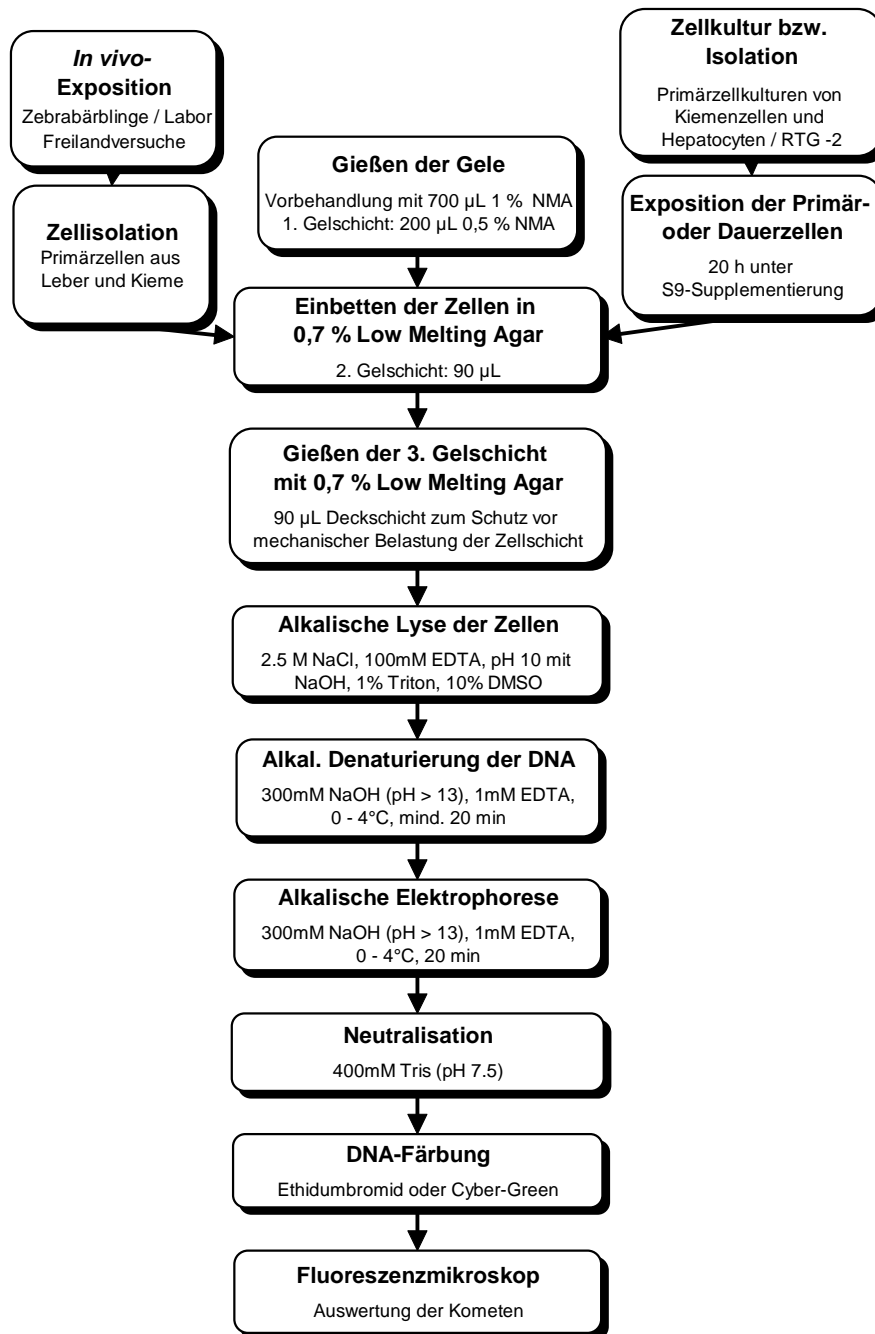 In vivo-
Exposition
Zebrabärblinge / Labor
Freilandversuche
Zellisolation
Primärzellen aus
Leber und Kieme
Gießen der Gele
Vorbehandlung mit 700 µL 1 % NMA
1. Gelschicht: 200 µL 0,5 % NMA
Zellkultur bzw.
Isolation
Primärzellkulturen von
Kiemenzellen und
Hepatocyten / RTG -2
Exposition der Primär-
oder Dauerzellen
20 h unter
S9-Supplementierung
Einbetten der Zellen in
0,7 % Low Melting Agar
2. Gelschicht: 90 µL
Gießen der 3. Gelschicht
mit 0,7 % Low Melting Agar
90 µL Deckschicht zum Schutz vor
mechanischer Belastung der Zellschicht
Alkalische Lyse der Zellen
2.5 M NaCl, 100mM EDTA, pH 10 mit
NaOH, 1% Triton, 10% DMSO
Alkal. Denaturierung der DNA
300mM NaOH (pH > 13), 1mM EDTA,
0 - 4°C, mind. 20 min
Alkalische Elektrophorese
300mM NaOH (pH > 13), 1mM EDTA,
0 - 4°C, 20 min
Neutralisation
400mM Tris (pH 7.5)
DNA-Färbung
Ethidumbromid oder Cyber-Green
Fluoreszenzmikroskop
Auswertung der Kometen